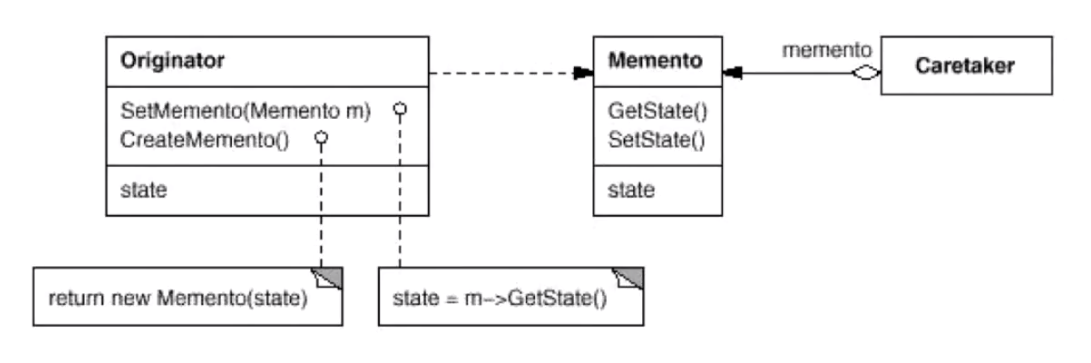 Originator
SetMemento(Memento m)
CreateMemento()
state
Memento
GetState()
SetState()
state
memento
Caretaker
return new Memento(state)
state = m->GetState()